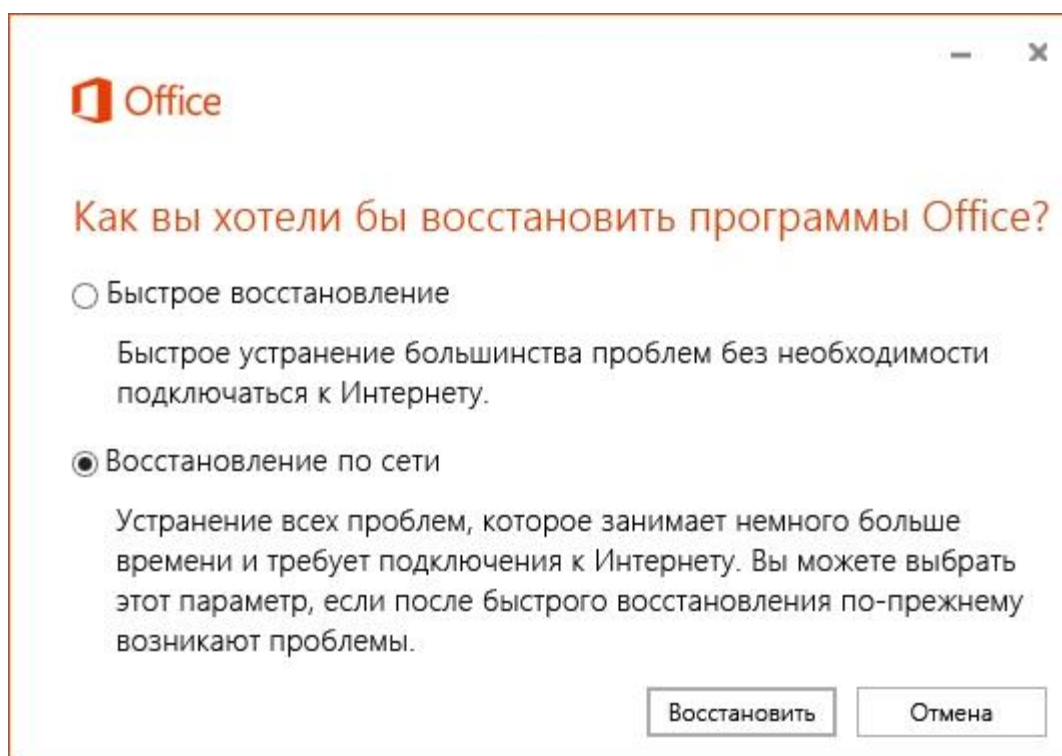 Office
Как вы хотели бы восстановить программы Office?
Быстрое восстановление
Быстрое устранение большинства проблем без необходимости
подключаться к Интернету.
Восстановление по сети
Устранение всех проблем, которое занимает немного больше
времени и требует подключения к Интернету. Вы можете выбрать
этот параметр, если после быстрого восстановления по-прежнему
возникают проблемы.
Восстановить Отмена